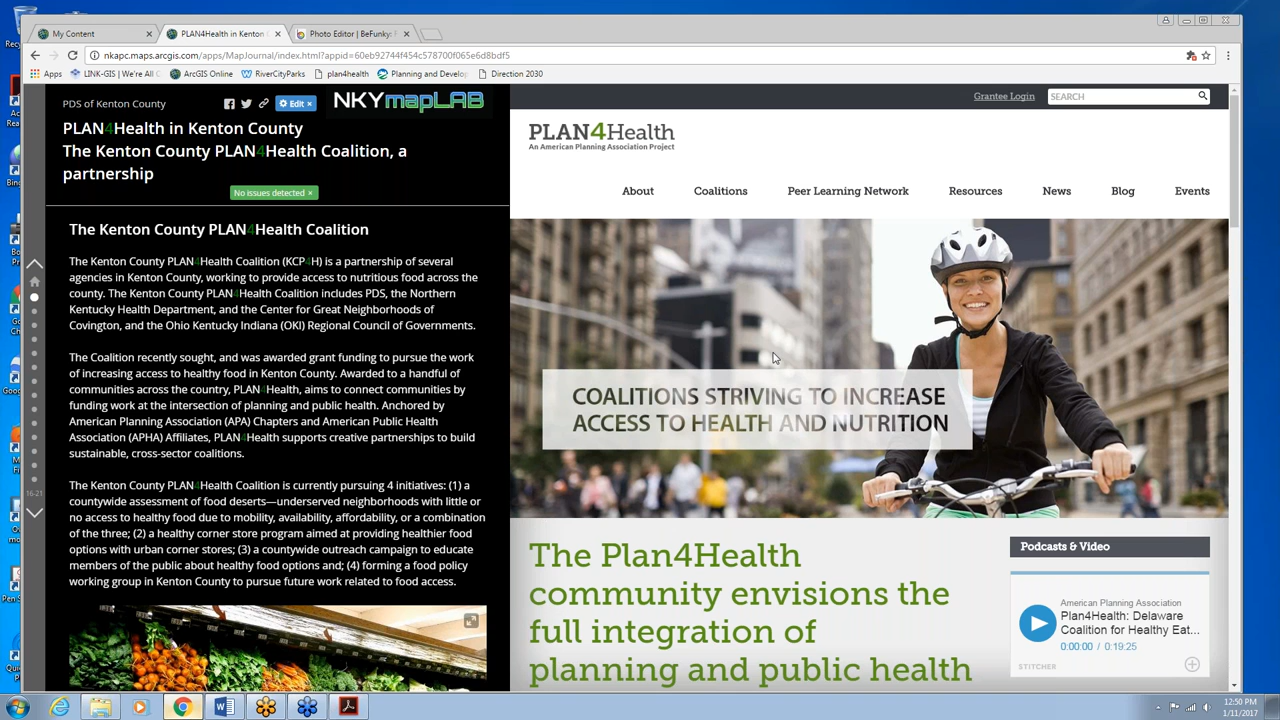 My Content
PLAN4Health in Kenton
Photo Editor | BeFunky:
nkapc.maps.arcgis.com/apps/MapJournal/index.html?appid=60eb92744f454c578700f065e6d8bdf5
Apps
LINK-GIS | We're All
ArcGIS Online
RiverCityParks
plan4health
Planning and Develo
Direction 2030
PDS of Kenton County
Edit
NKYmapLAB
PLAN4Health in Kenton County
The Kenton County PLAN4Health Coalition, a
partnership
No issues detected
The Kenton County PLAN4Health Coalition
The Kenton County PLAN4Health Coalition (KCP4H) is a partnership of several
agencies in Kenton County, working to provide access to nutritious food across the
county. The Kenton County PLAN4Health Coalition includes PDS, the Northern
Kentucky Health Department, and the Center for Great Neighborhoods of
Covington, and the Ohio Kentucky Indiana (OKI) Regional Council of Governments.
The Coalition recently sought, and was awarded grant funding to pursue the work
of increasing access to healthy food in Kenton County. Awarded to a handful of
communities across the country, PLAN4Health, aims to connect communities by
funding work at the intersection of planning and public health. Anchored by
American Planning Association (APA) Chapters and American Public Health
Association (APHA) Affiliates, PLAN4Health supports creative partnerships to build
sustainable, cross-sector coalitions.
The Kenton County PLAN4Health Coalition is currently pursuing 4 initiatives: (1) a
countywide assessment of food deserts—underserved neighborhoods with little or
no access to healthy food due to mobility, availability, affordability, or a combination
of the three; (2) a healthy corner store program aimed at providing healthier food
options with urban corner stores; (3) a countywide outreach campaign to educate
members of the public about healthy food options and; (4) forming a food policy
working group in Kenton County to pursue future work related to food access.
16-21
Grantee Login
SEARCH
PLAN4Health
An American Planning Association Project
About
Coalitions
Peer Learning Network
Resources
News
Blog
Events
COALITIONS STRIVING TO INCREASE
ACCESS TO HEALTH AND NUTRITION
The Plan4Health
community envisions the
full integration of
planning and public health
Podcasts & Video
American Planning Association
Plan4Health: Delaware
Coalition for Healthy Eat...
0:00:00 / 0:19:25
STITCHER
12:50 PM
1/11/2017